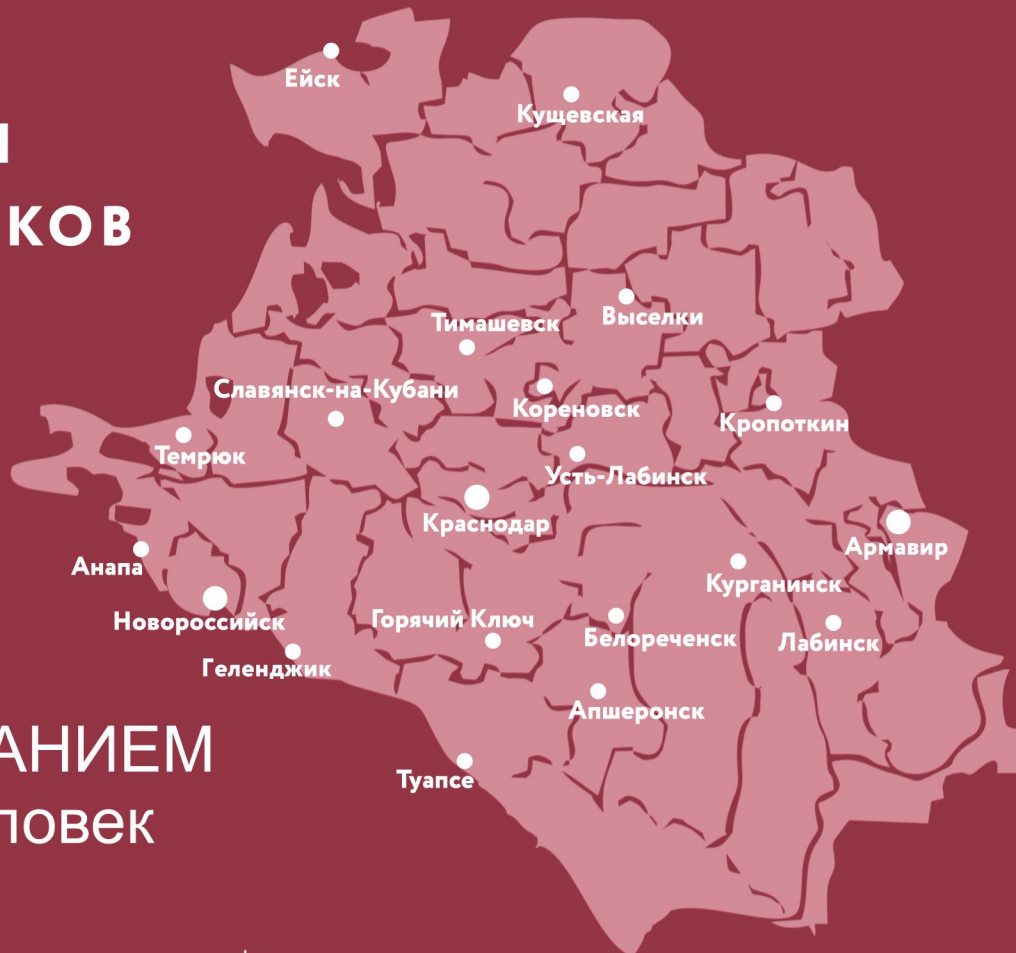 Ейск
Кущевская
КОВ
Выселки
Тимашевск
Славянск-на-Кубани
Кореновск
Кропоткин
Темрюк
Усть-Лабинск
Краснодар
Армавир
Анапа
Курганинск
Новороссийск
Горячий Ключ
Белореченск
Лабинск
Геленджик
Апшеронск
АНИЕМ
Туапсе
ловек